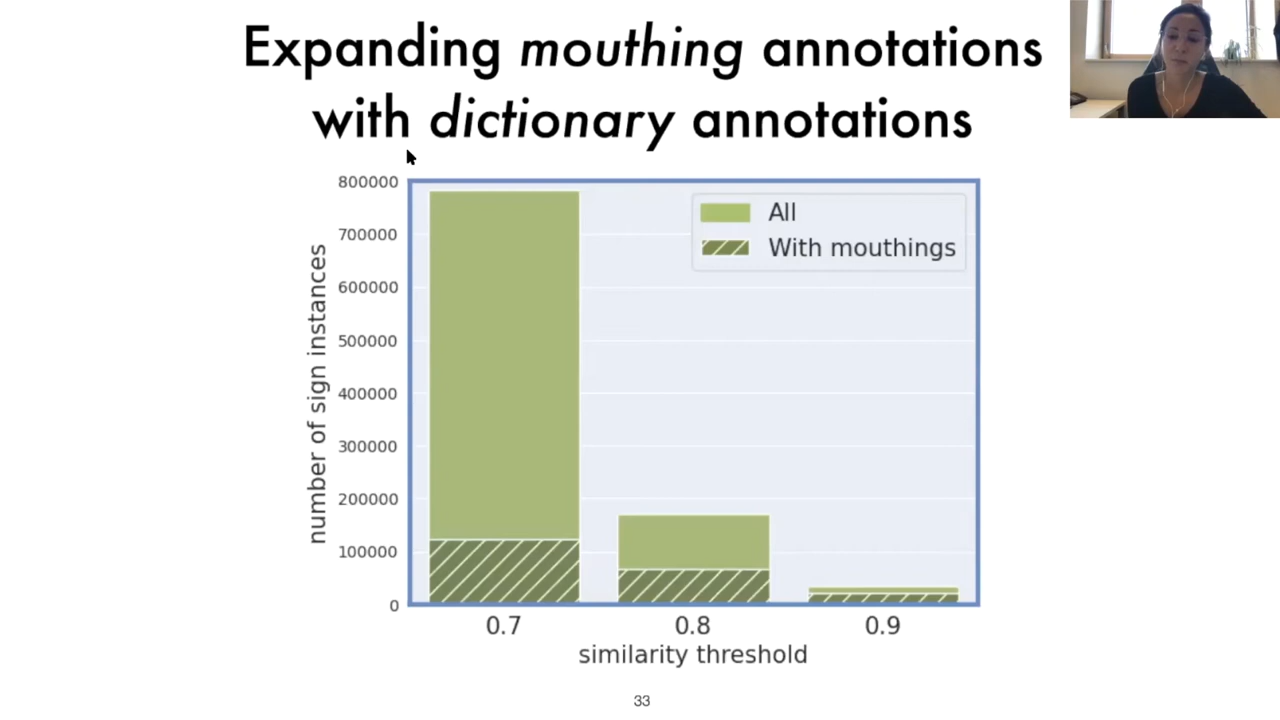 Expanding mouthing annotations
with dictionary annotations
800000
700000
600000
500000
400000
300000
200000
100000
0
number of sign instances
All
With mouthings
0.7
0.8
0.9
similarity threshold
33